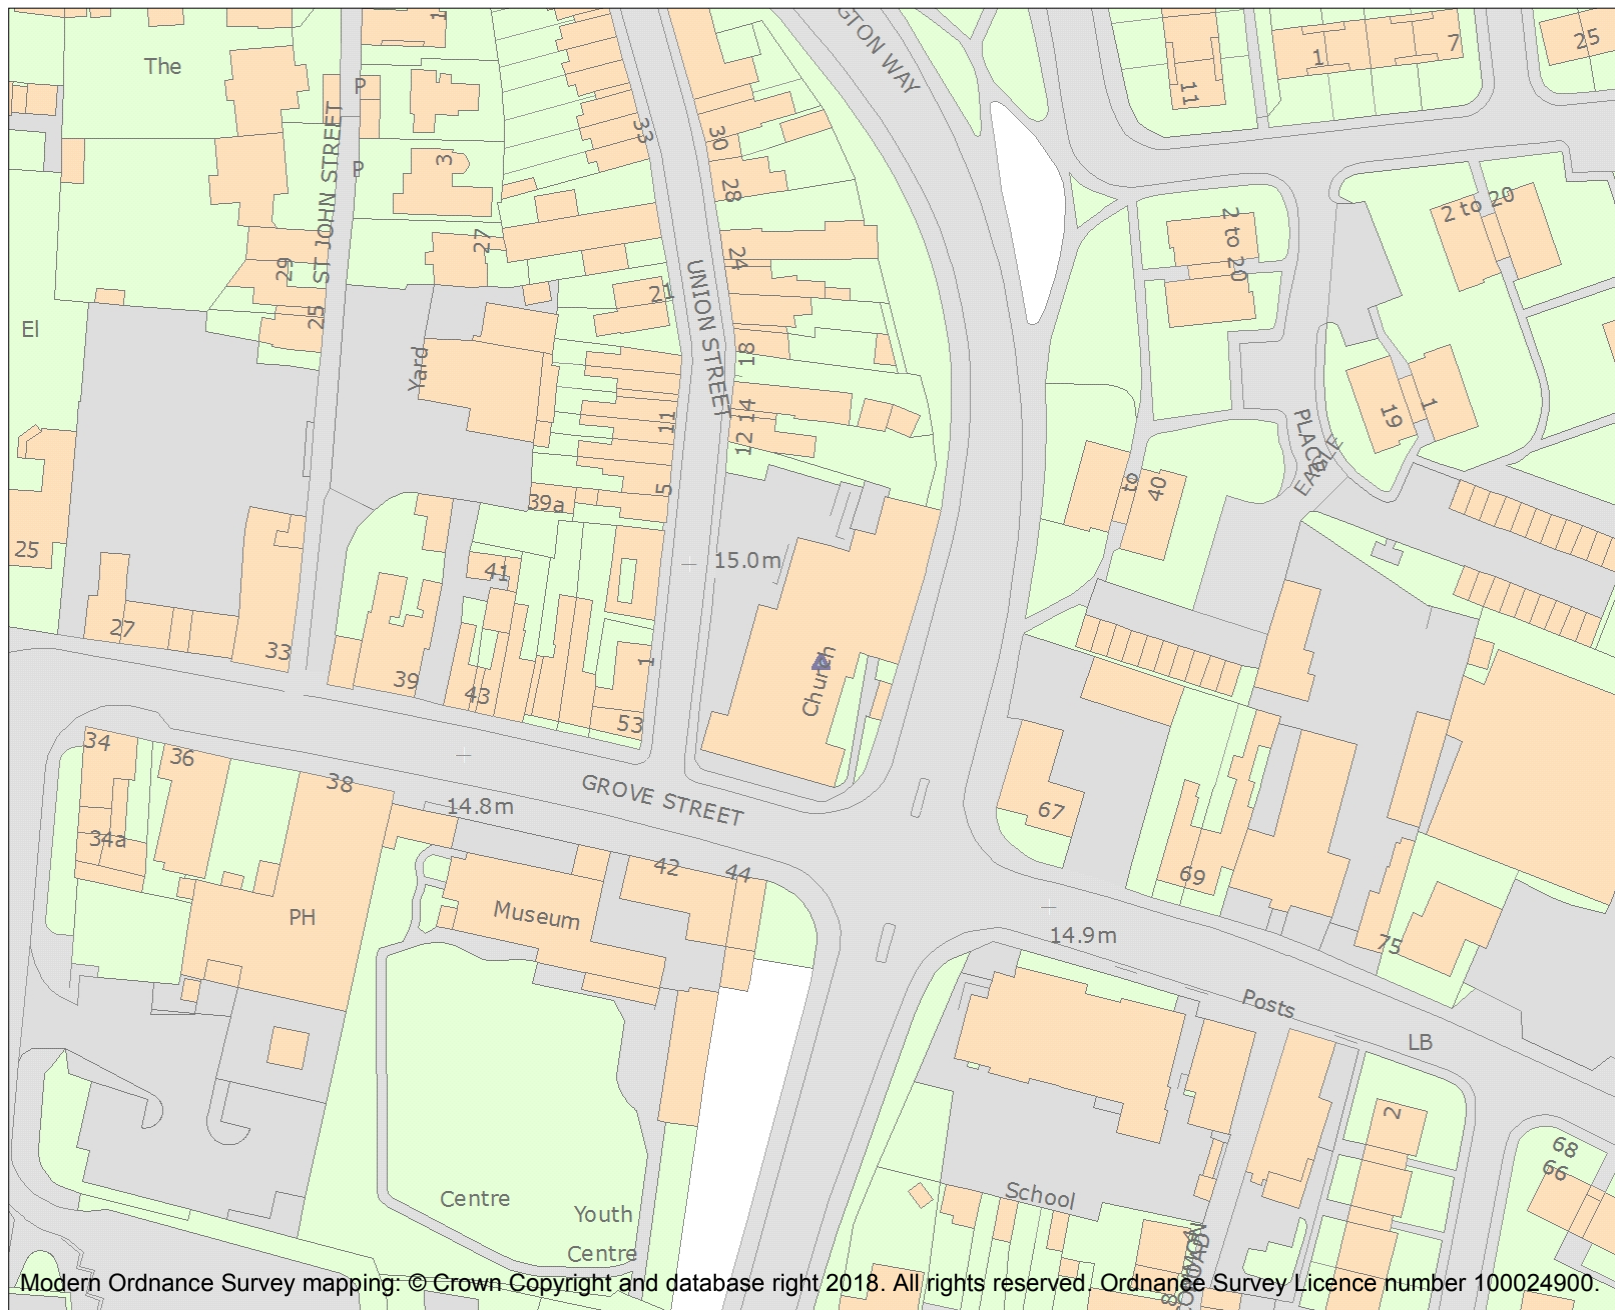 The
1
P
P
3
ST JOHN STREET
27
29
25
El
Yard
33
30
28
24
21
UNION STREET
18
14
12
11
5
39a
GTON WAY
11
1
7
25
2 to 20
2 to 20
19
1
PLACE
EAGLE
to
40
25
27
33
39
41
43
53
1
15.0m
Church
34
36
38
34a
PH
14.8m
GROVE STREET
42
44
Museum
67
69
75
14.9m
Posts
LB
2
68
66
School
Centre
Youth
Centre
Modern Ordnance Survey mapping: © Crown Copyright and database right 2018. All rights reserved. Ordnance Survey Licence number 100024900.